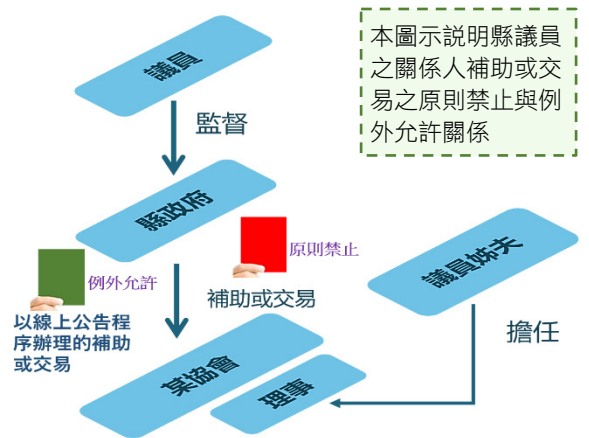 議員
本圖示説明縣議員
之關係人補助或交
易之原則禁止與例
外允許關係
監督
縣政府
原則禁止
例外允許
補助或交易
議員姊夫
以線上公告程
序辦理的補助
或交易
擔任
某協會
理事